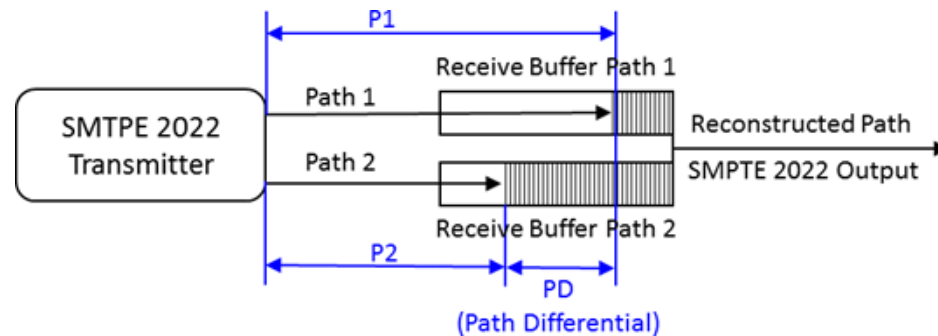 P1
Receive Buffer Path 1
Path 1
SMTPE 2022
Transmitter
Reconstructed Path
Path 2
SMPTE 2022 Output
Receive Buffer Path 2
P2
PD
(Path Differential)